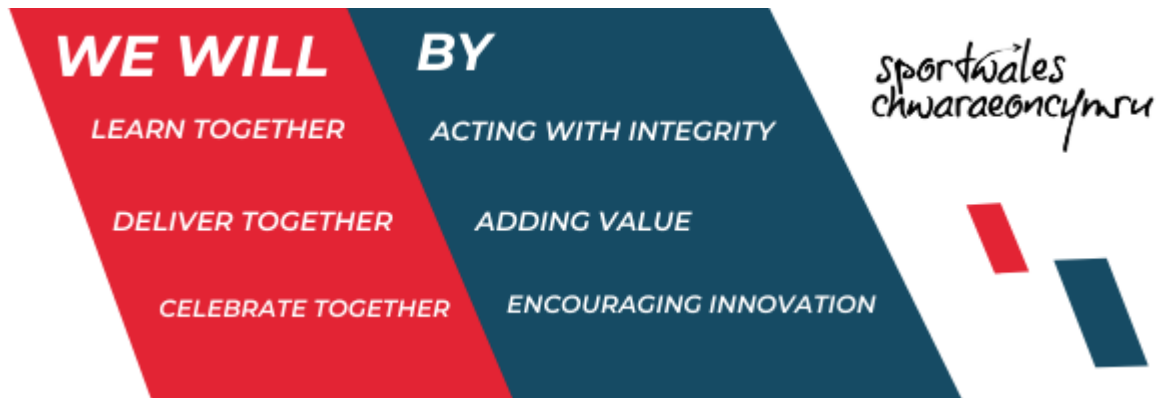 WE WILL
LEARN TOGETHER
DELIVER TOGETHER
CELEBRATE TOGETHER
BY
ACTING WITH INTEGRITY
ADDING VALUE
ENCOURAGING INNOVATION
sportwales
chwaraeoncymru